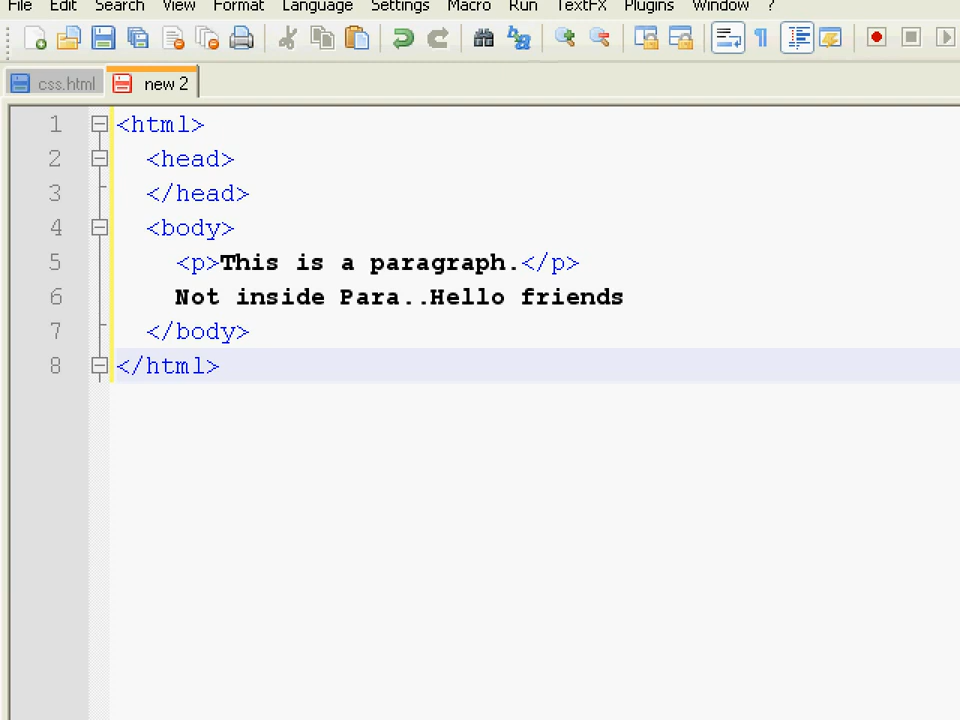 File Edit Search View Format Language Settings Macro Run TextFX Plugins Window ?
css.html new 2
1 <html>
2   <head>
3   </head>
4   <body>
5     <p>This is a paragraph.</p>
6     Not inside Para..Hello friends
7   </body>
8 </html>